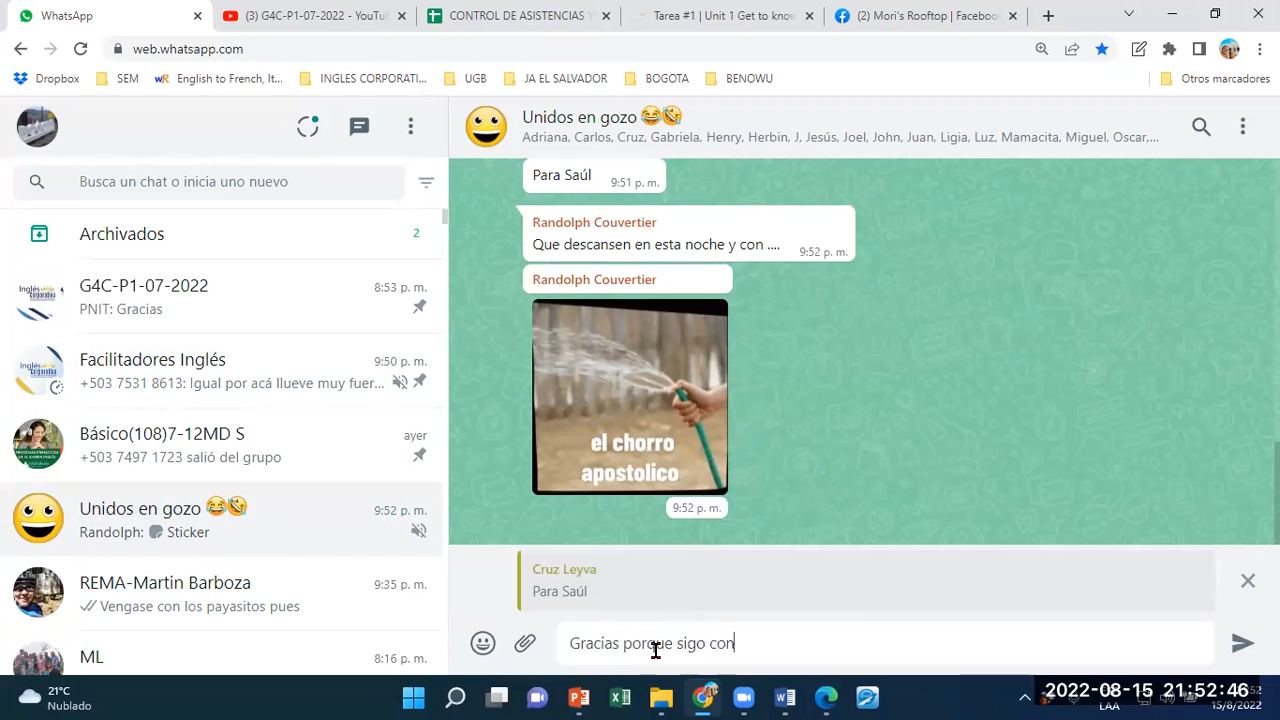 WhatsApp
(3) G4C-P1-07-2022 - YouTu
CONTROL DE ASISTENCIAS Y
Tarea #1 | Unit 1 Get to know
(2) Mori's Rooftop | Facebook
web.whatsapp.com
Dropbox
SEM
English to French, It...
INGLES CORPORATI...
UGB
JA EL SALVADOR
BOGOTA
BENOWU
Otros marcadores
Unidos en gozo 😂🤣
Adriana, Carlos, Cruz, Gabriela, Henry, Herbin, J, Jesús, Joel, John, Juan, Ligia, Luz, Mamacita, Miguel, Oscar,...
Busca un chat o inicia uno nuevo
Archivados
2
G4C-P1-07-2022
8:53 p. m.
PNIT: Gracias
Facilitadores Inglés
9:50 p. m.
+503 7531 8613: Igual por acá llueve muy fuer...
Básico(108)7-12MD S
ayer
+503 7497 1723 salió del grupo
Unidos en gozo 😂🤣
9:52 p. m.
Randolph: Sticker
REMA-Martin Barboza
9:35 p. m.
Vengase con los payasitos pues
ML
8:16 p. m.
Para Saúl
9:51 p. m.
Randolph Couvertier
Que descansen en esta noche y con ....
9:52 p. m.
Randolph Couvertier
el chorro
apostolico
9:52 p. m.
Cruz Leyva
Para Saúl
Gracias porque sigo con
21°C
Nublado
LAA
2022-08-15 21:52:46
15/8/2022